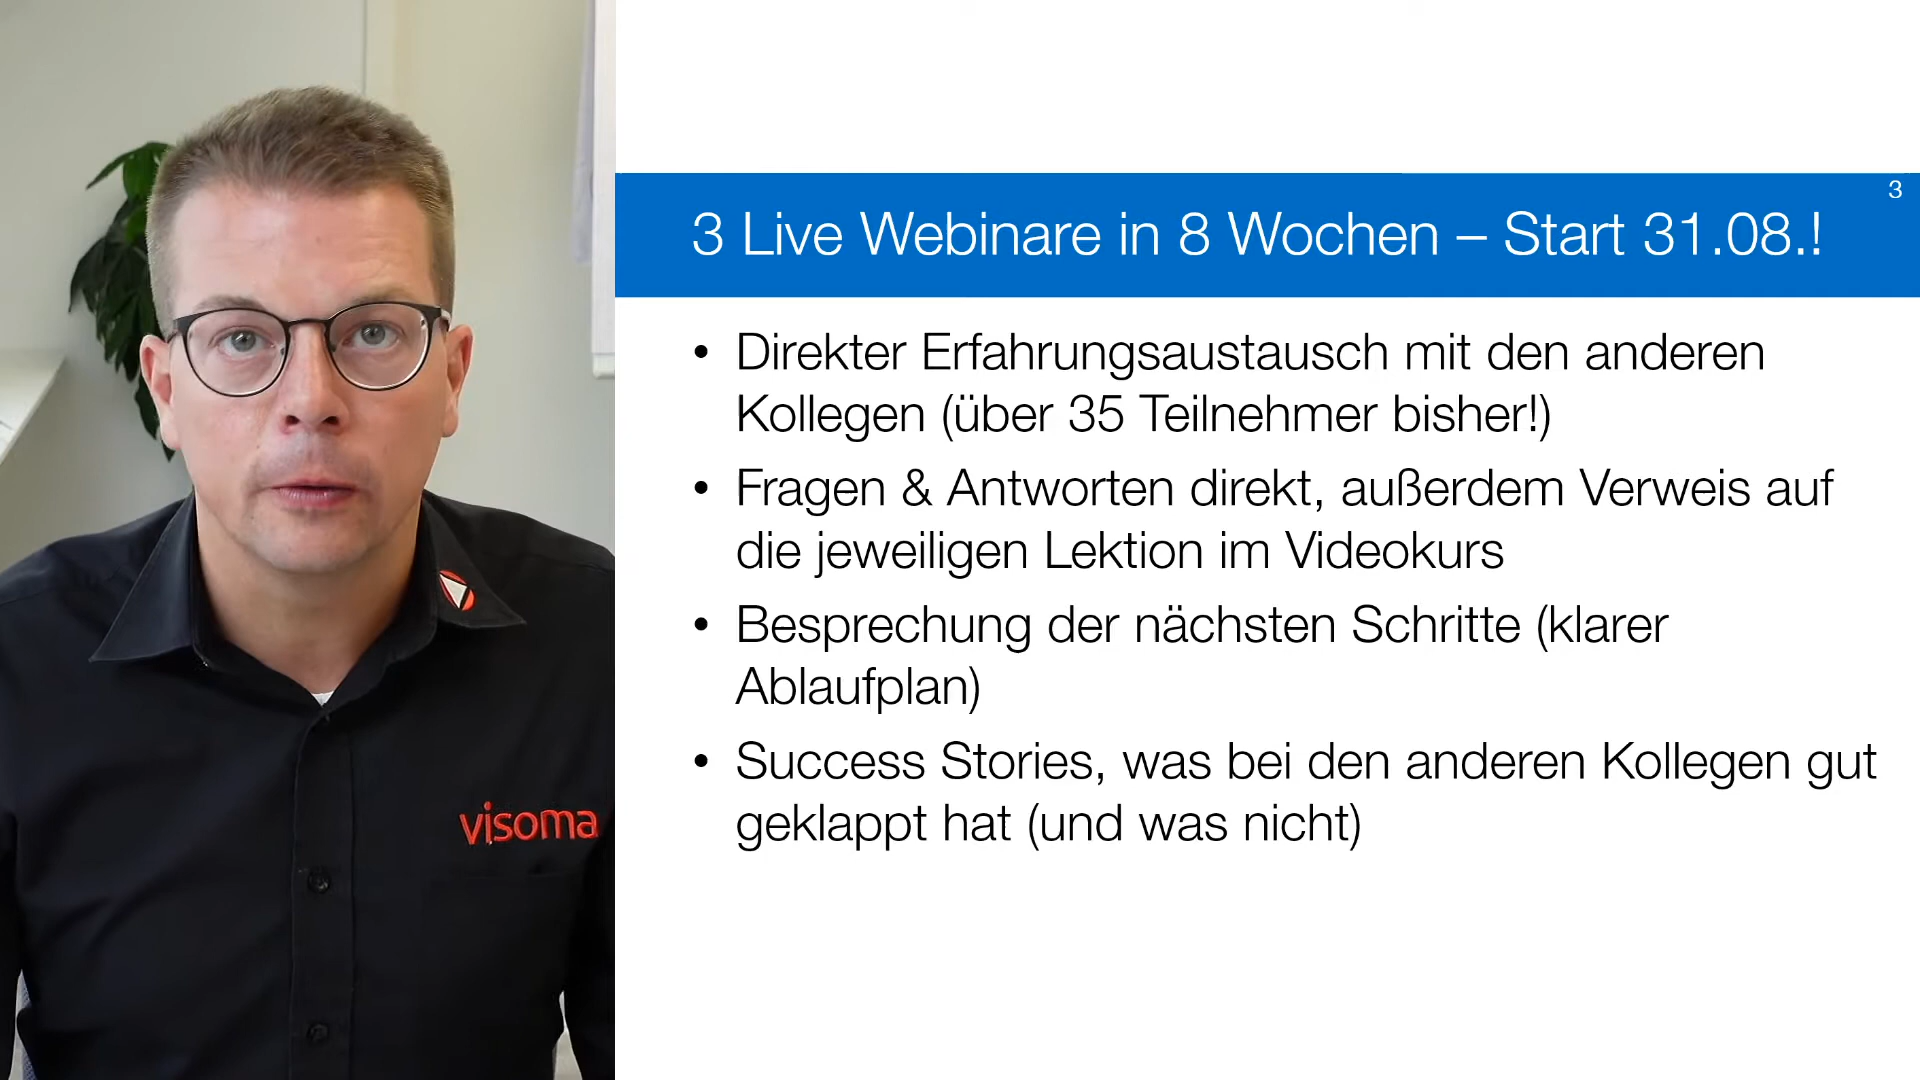 3
3 Live Webinare in 8 Wochen – Start 31.08.!
• Direkter Erfahrungsaustausch mit den anderen
Kollegen (über 35 Teilnehmer bisher!)
• Fragen & Antworten direkt, außerdem Verweis auf
die jeweiligen Lektion im Videokurs
• Besprechung der nächsten Schritte (klarer
Ablaufplan)
• Success Stories, was bei den anderen Kollegen gut
geklappt hat (und was nicht)
visoma